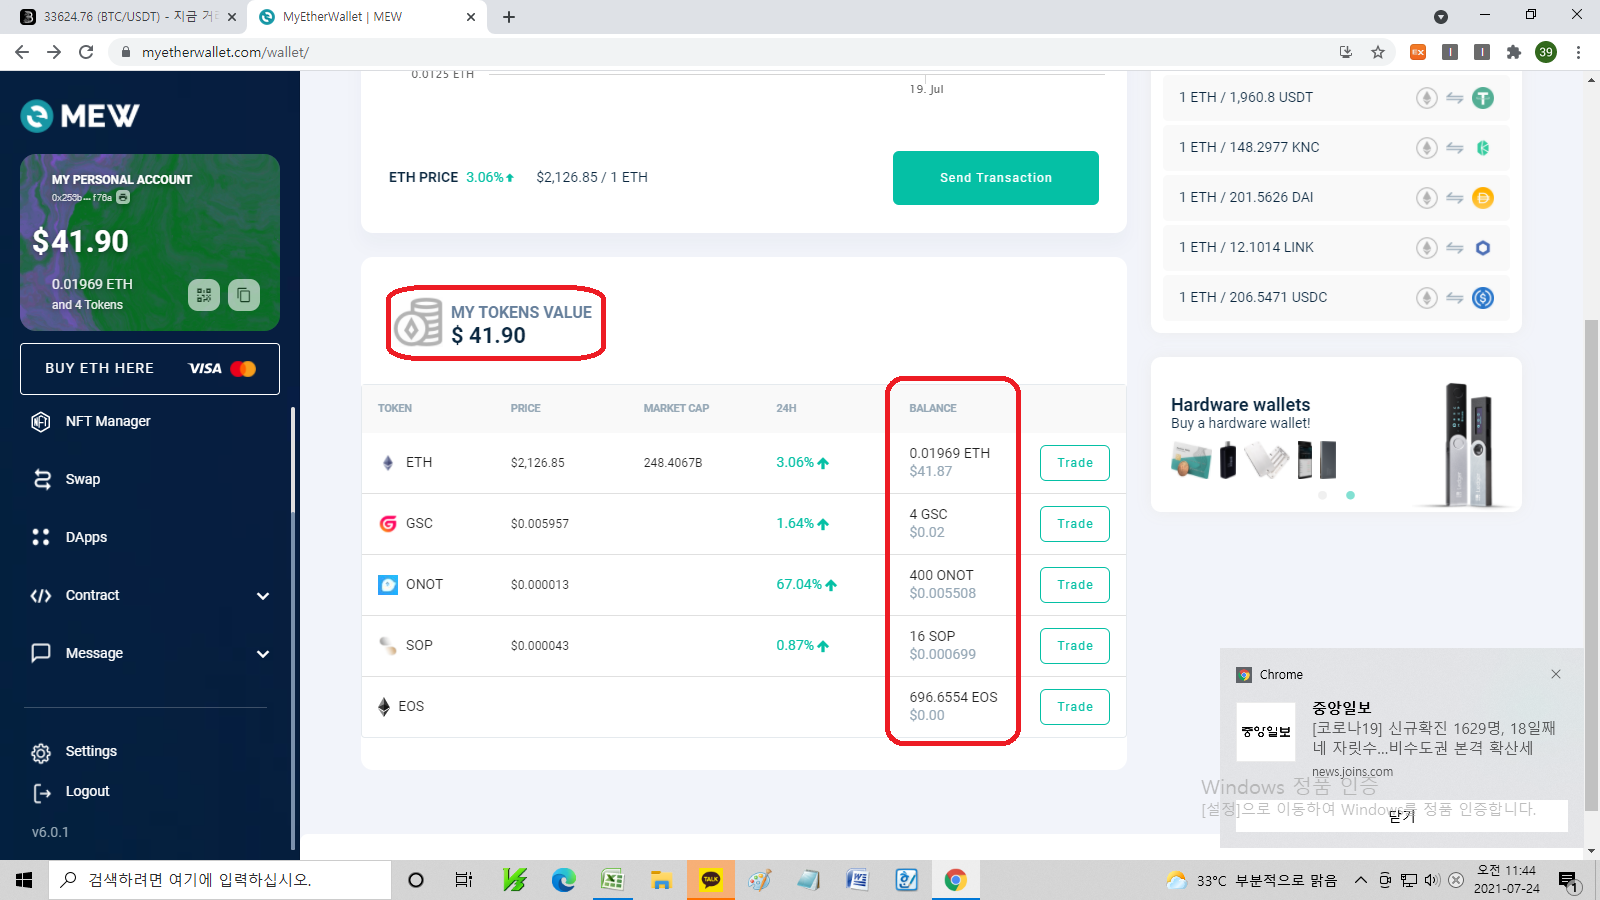 33624.76 (BTC/USDT) - 지금 거래
MyEtherWallet | MEW
myetherwallet.com/wallet/
EX
39
MEW
MY PERSONAL ACCOUNT
$41.90
0.01969 ETH
and 4 Tokens
BUY ETH HERE VISA
NFT Manager
Swap
DApps
Contract
Message
Settings
Logout
v6.0.1
0.0125 ETH
19. Jul
ETH PRICE 3.06% $2,126.85 / 1 ETH
Send Transaction
MY TOKENS VALUE
$ 41.90
TOKEN PRICE MARKET CAP 24H BALANCE
ETH $2,126.85 248.4067B 3.06% 0.01969 ETH Trade
$41.87
GSC $0.005957 1.64% 4 GSC Trade
$0.02
ONOT $0.000013 67.04% 400 ONOT Trade
$0.005508
SOP $0.000043 0.87% 16 SOP Trade
$0.000699
EOS 696.6554 EOS Trade
$0.00
1 ETH / 1,960.8 USDT
1 ETH / 148.2977 KNC
1 ETH / 201.5626 DAI
1 ETH / 12.1014 LINK
1 ETH / 206.5471 USDC
Hardware wallets
Buy a hardware wallet!
Chrome
중앙일보
중앙일보
[코로나19] 신규확진 1629명, 18일째
네 자릿수...비수도권 본격 확산세
news.joins.com
닫기
Windows 정품 인증
[설정]으로 이동하여 Windows를 정품 인증합니다.
검색하려면 여기에 입력하십시오.
TALK
33°C 부분적으로 맑음
오전 11:44
2021-07-24
1